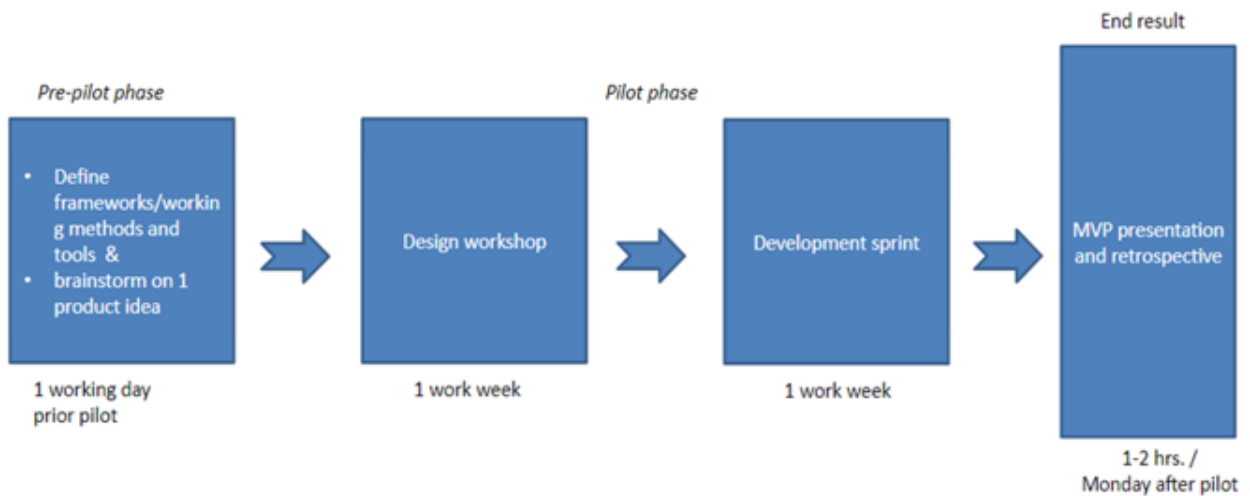 End result
Pre-pilot phase
Pilot phase
• Define
frameworks/workin
g methods and
tools &
• brainstorm on 1
product idea
Design workshop
Development sprint
MVP presentation
and retrospective
1 working day
prior pilot
1 work week
1 work week
1-2 hrs. /
Monday after pilot